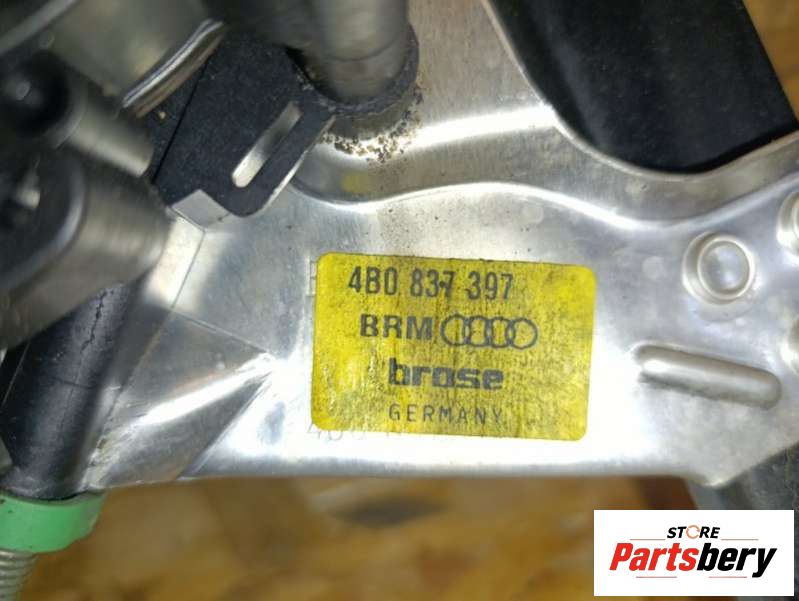 4B0 837 397
BRM
brose
GERMANY
STORE
Partsbery